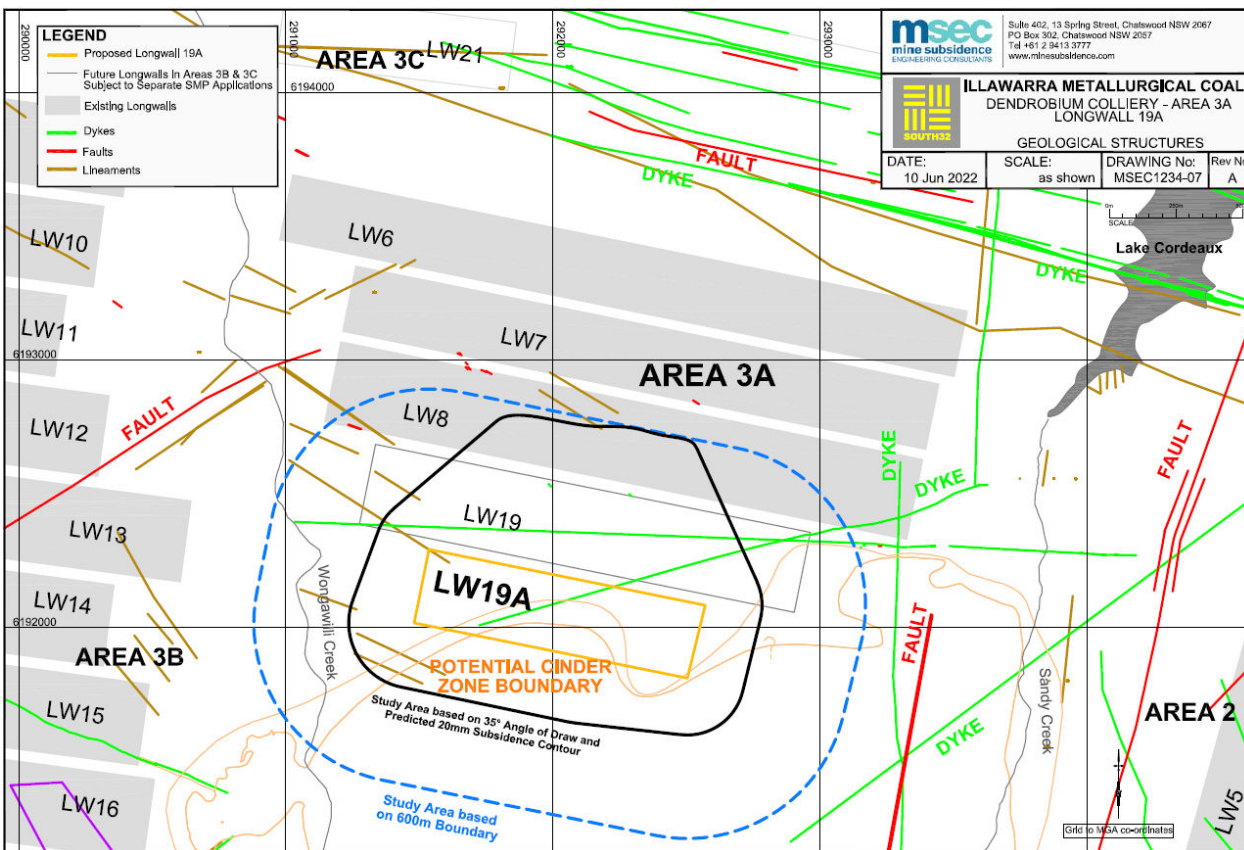 290000
291000
292000
293000
LEGEND
Proposed Longwall 19A
Future Longwalls In Areas 3B & 3C
Subject to Separate SMP Applications
Existing Longwalls
Dykes
Faults
Lineaments
msec
mine subsidence
ENGINEERING CONSULTANTS
Suite 402, 13 Spring Street, Chatswood NSW 2067
PO Box 302, Chatswood NSW 2057
Tel +61 2 9413 3777
www.minesubsidence.com
SOUTH32
ILLAWARRA METALLURGICAL COAL
DENDROBIUM COLLIERY - AREA 3A
LONGWALL 19A
GEOLOGICAL STRUCTURES
DATE:
10 Jun 2022
SCALE:
as shown
DRAWING No:
MSEC1234-07
Rev No
A
AREA 3C
LW21
6194000
FAULT
DYKE
0m
SCALE
Lake Cordeaux
DYKE
LW10
LW6
LW11
LW7
6193000
AREA 3A
LW12
FAULT
LW8
DYKE
DYKE
FAULT
LW13
LW19
LW14
LW19A
Wongawilli Creek
6192000
FAULT
AREA 3B
POTENTIAL CINDER
ZONE BOUNDARY
Sandy Creek
LW15
Study Area based on 35° Angle of Draw and
Predicted 20mm Subsidence Contour
AREA 2
DYKE
LW16
Study Area based
on 600m Boundary
LW5
Grid to MGA co-ordinates